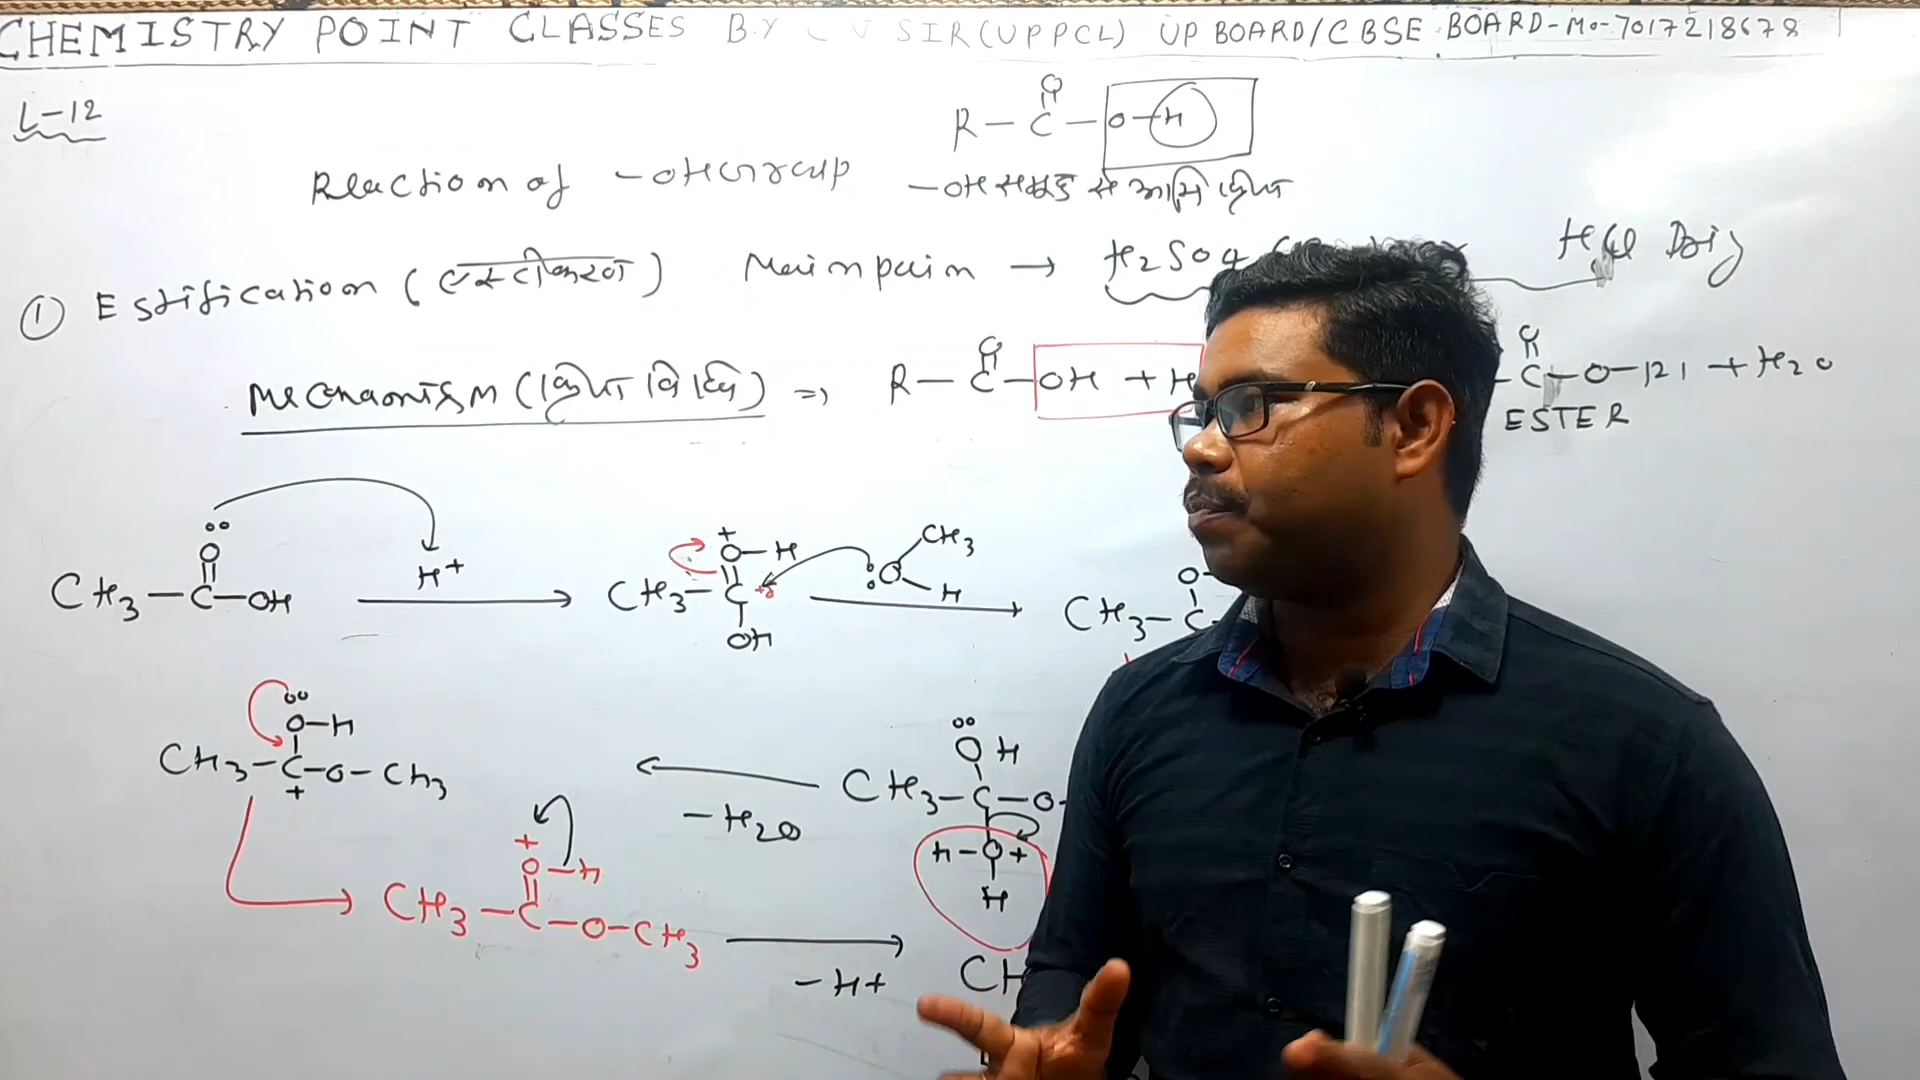 CHEMISTRY POINT CLASSES BY SIR (UPPCL) UP BOARD/CBSE BOARD-Mo-7017218678
L-12
R-C-O-H
O
Reaction of -OH Group
-OH समूह से अभिक्रिया
① Estification (एस्टरीकरण) Main pain → H2SO4 HCl
Mechanism (क्रिया विधि) ⇒ R-C-OH + H
O
-C-O-R1 + H2O
O
ESTER
CH3-C-OH
O
H+
CH3-C
+
O-H
+δ
OH
CH3
O
H
CH3-C
O
CH3-C-O-CH3
O-H
+
-H2O
CH3-C-O
O H
H-O+
H
+
O-H
CH3-C-O-CH3
-H+
CH